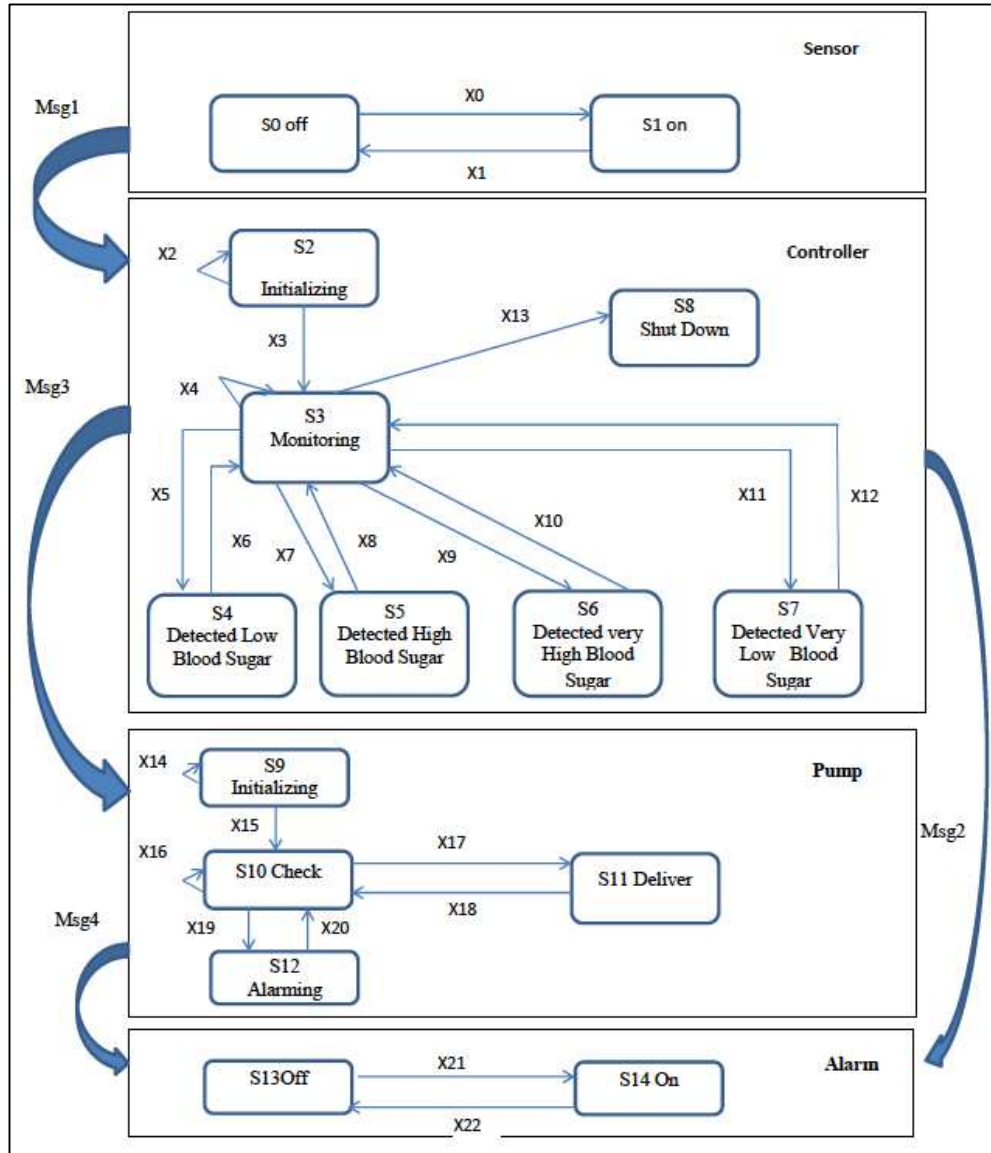 Sensor
Msg1
X0
S0 off
S1 on
X1
Controller
X2
S2
Initializing
S8
Shut Down
X13
X3
Msg3
X4
S3
Monitoring
X5
X6
X7
X8
X9
X10
X11
X12
S4
Detected Low
Blood Sugar
S5
Detected High
Blood Sugar
S6
Detected very
High Blood
Sugar
S7
Detected Very
Low Blood
Sugar
X14
S9
Initializing
Pump
X15
Msg2
X16
X17
S10 Check
S11 Deliver
X18
Msg4
X19
X20
S12
Alarming
Alarm
X21
S13Off
S14 On
X22